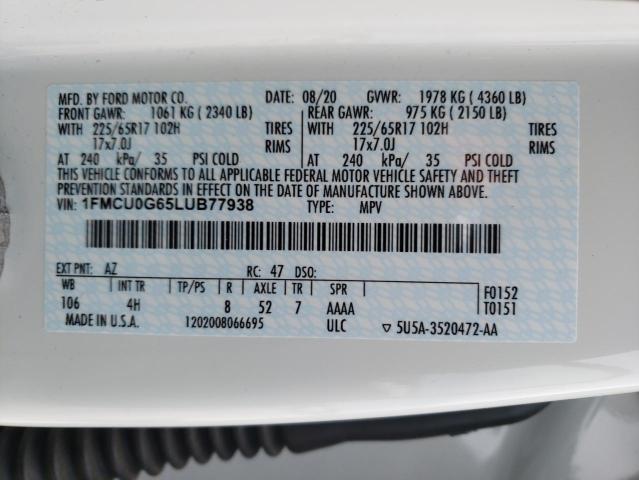 MFD. BY FORD MOTOR CO. DATE: 08/20 GVWR: 1978 KG ( 4360 LB)
FRONT GAWR: 1061 KG ( 2340 LB) REAR GAWR: 975 KG ( 2150 LB)
WITH 225/65R17 102H TIRES WITH 225/65R17 102H TIRES
17x7.0J RIMS 17x7.0J RIMS
AT 240 kPa/ 35 PSI COLD AT 240 kPa/ 35 PSI COLD
THIS VEHICLE CONFORMS TO ALL APPLICABLE FEDERAL MOTOR VEHICLE SAFETY AND THEFT
PREVENTION STANDARDS IN EFFECT ON THE DATE OF MANUFACTURE SHOWN ABOVE.
VIN: 1FMCU0G65LUB77938 TYPE: MPV
EXT PNT: AZ RC: 47 DSO:
WB INT TR TP/PS R AXLE TR SPR F0152
106 4H 8 52 7 AAAA T0151
MADE IN U.S.A. 1202008066695 ULC ▽ 5U5A-3520472-AA